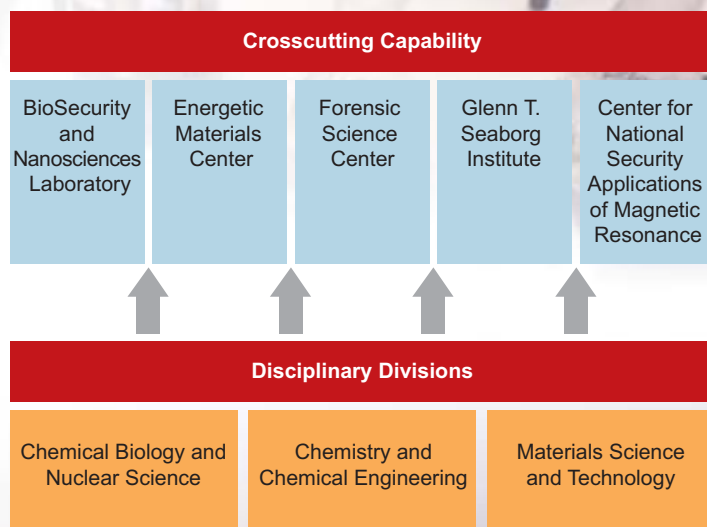 Crosscutting Capability
BioSecurity
and
Nanosciences
Laboratory
Energetic
Materials
Center
Forensic
Science
Center
Glenn T.
Seaborg
Institute
Center for
National
Security
Applications
of Magnetic
Resonance
Disciplinary Divisions
Chemical Biology and
Nuclear Science
Chemistry and
Chemical Engineering
Materials Science
and Technology